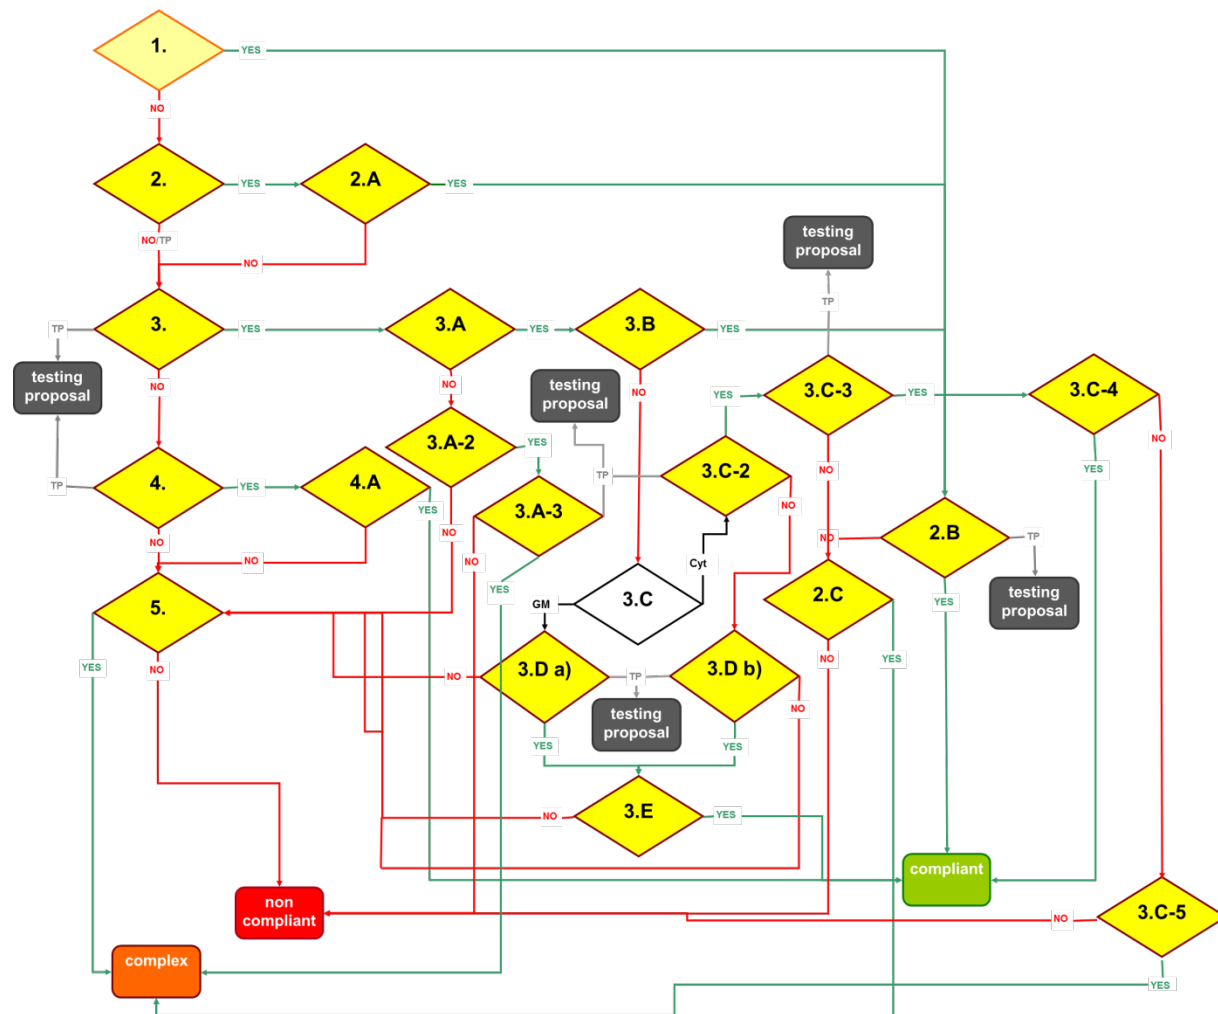 1.
YES
NO
2.
YES
2.A
YES
NO/TP
NO
testing
proposal
TP
3.
TP
YES
3.A
YES
3.B
YES
testing
proposal
NO
NO
NO
testing
proposal
YES
3.C-3
YES
3.C-4
3.A-2
YES
NO
NO
YES
4.
TP
YES
4.A
YES
3.A-3
TP
3.C-2
NO
NO
2.B
TP
NO
NO
NO
NO
YES
Cyt
testing
proposal
YES
5.
GM
3.C
2.C
YES
NO
NO
3.D a)
TP
3.D b)
NO
YES
NO
testing
proposal
YES
YES
NO
3.E
YES
compliant
non
compliant
NO
3.C-5
complex
YES